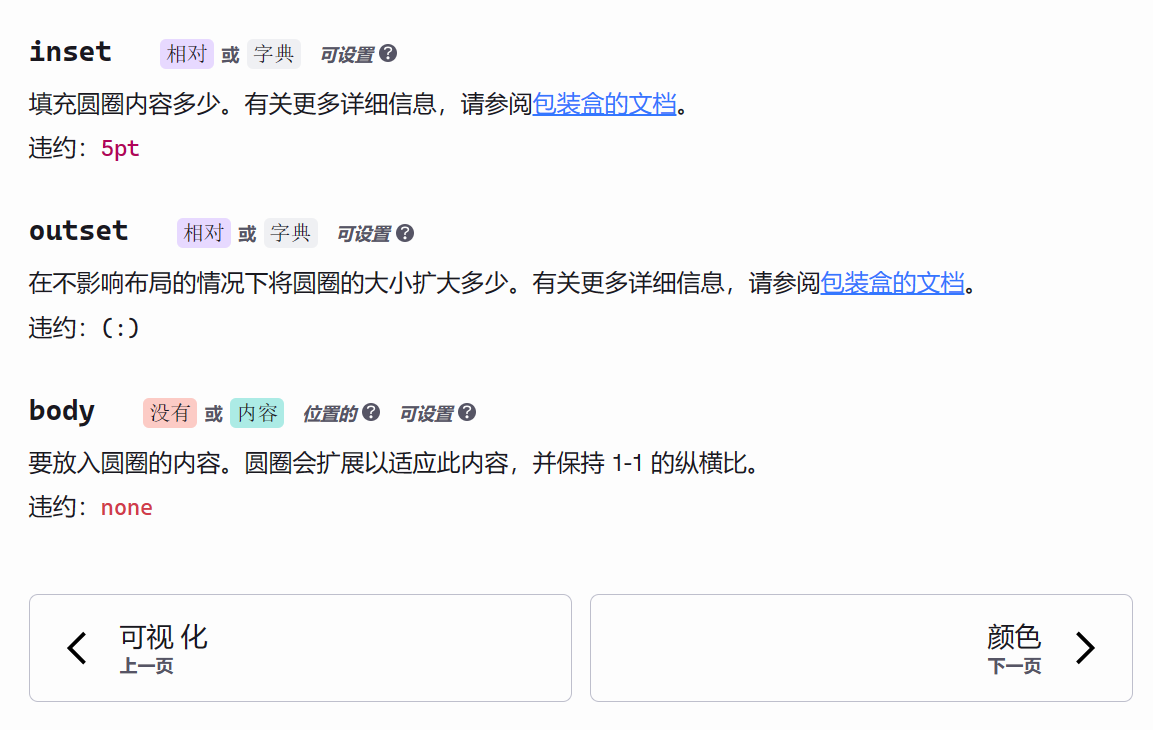 inset 相对 或 字典 可设置 ?
填充圆圈内容多少。有关更多详细信息，请参阅包装盒的文档。
违约：5pt
outset 相对 或 字典 可设置 ?
在不影响布局的情况下将圆圈的大小扩大多少。有关更多详细信息，请参阅包装盒的文档。
违约：(:)
body 没有 或 内容 位置的 ? 可设置 ?
要放入圆圈的内容。圆圈会扩展以适应此内容，并保持 1-1 的纵横比。
违约：none
可视 化
上一页
颜色
下一页